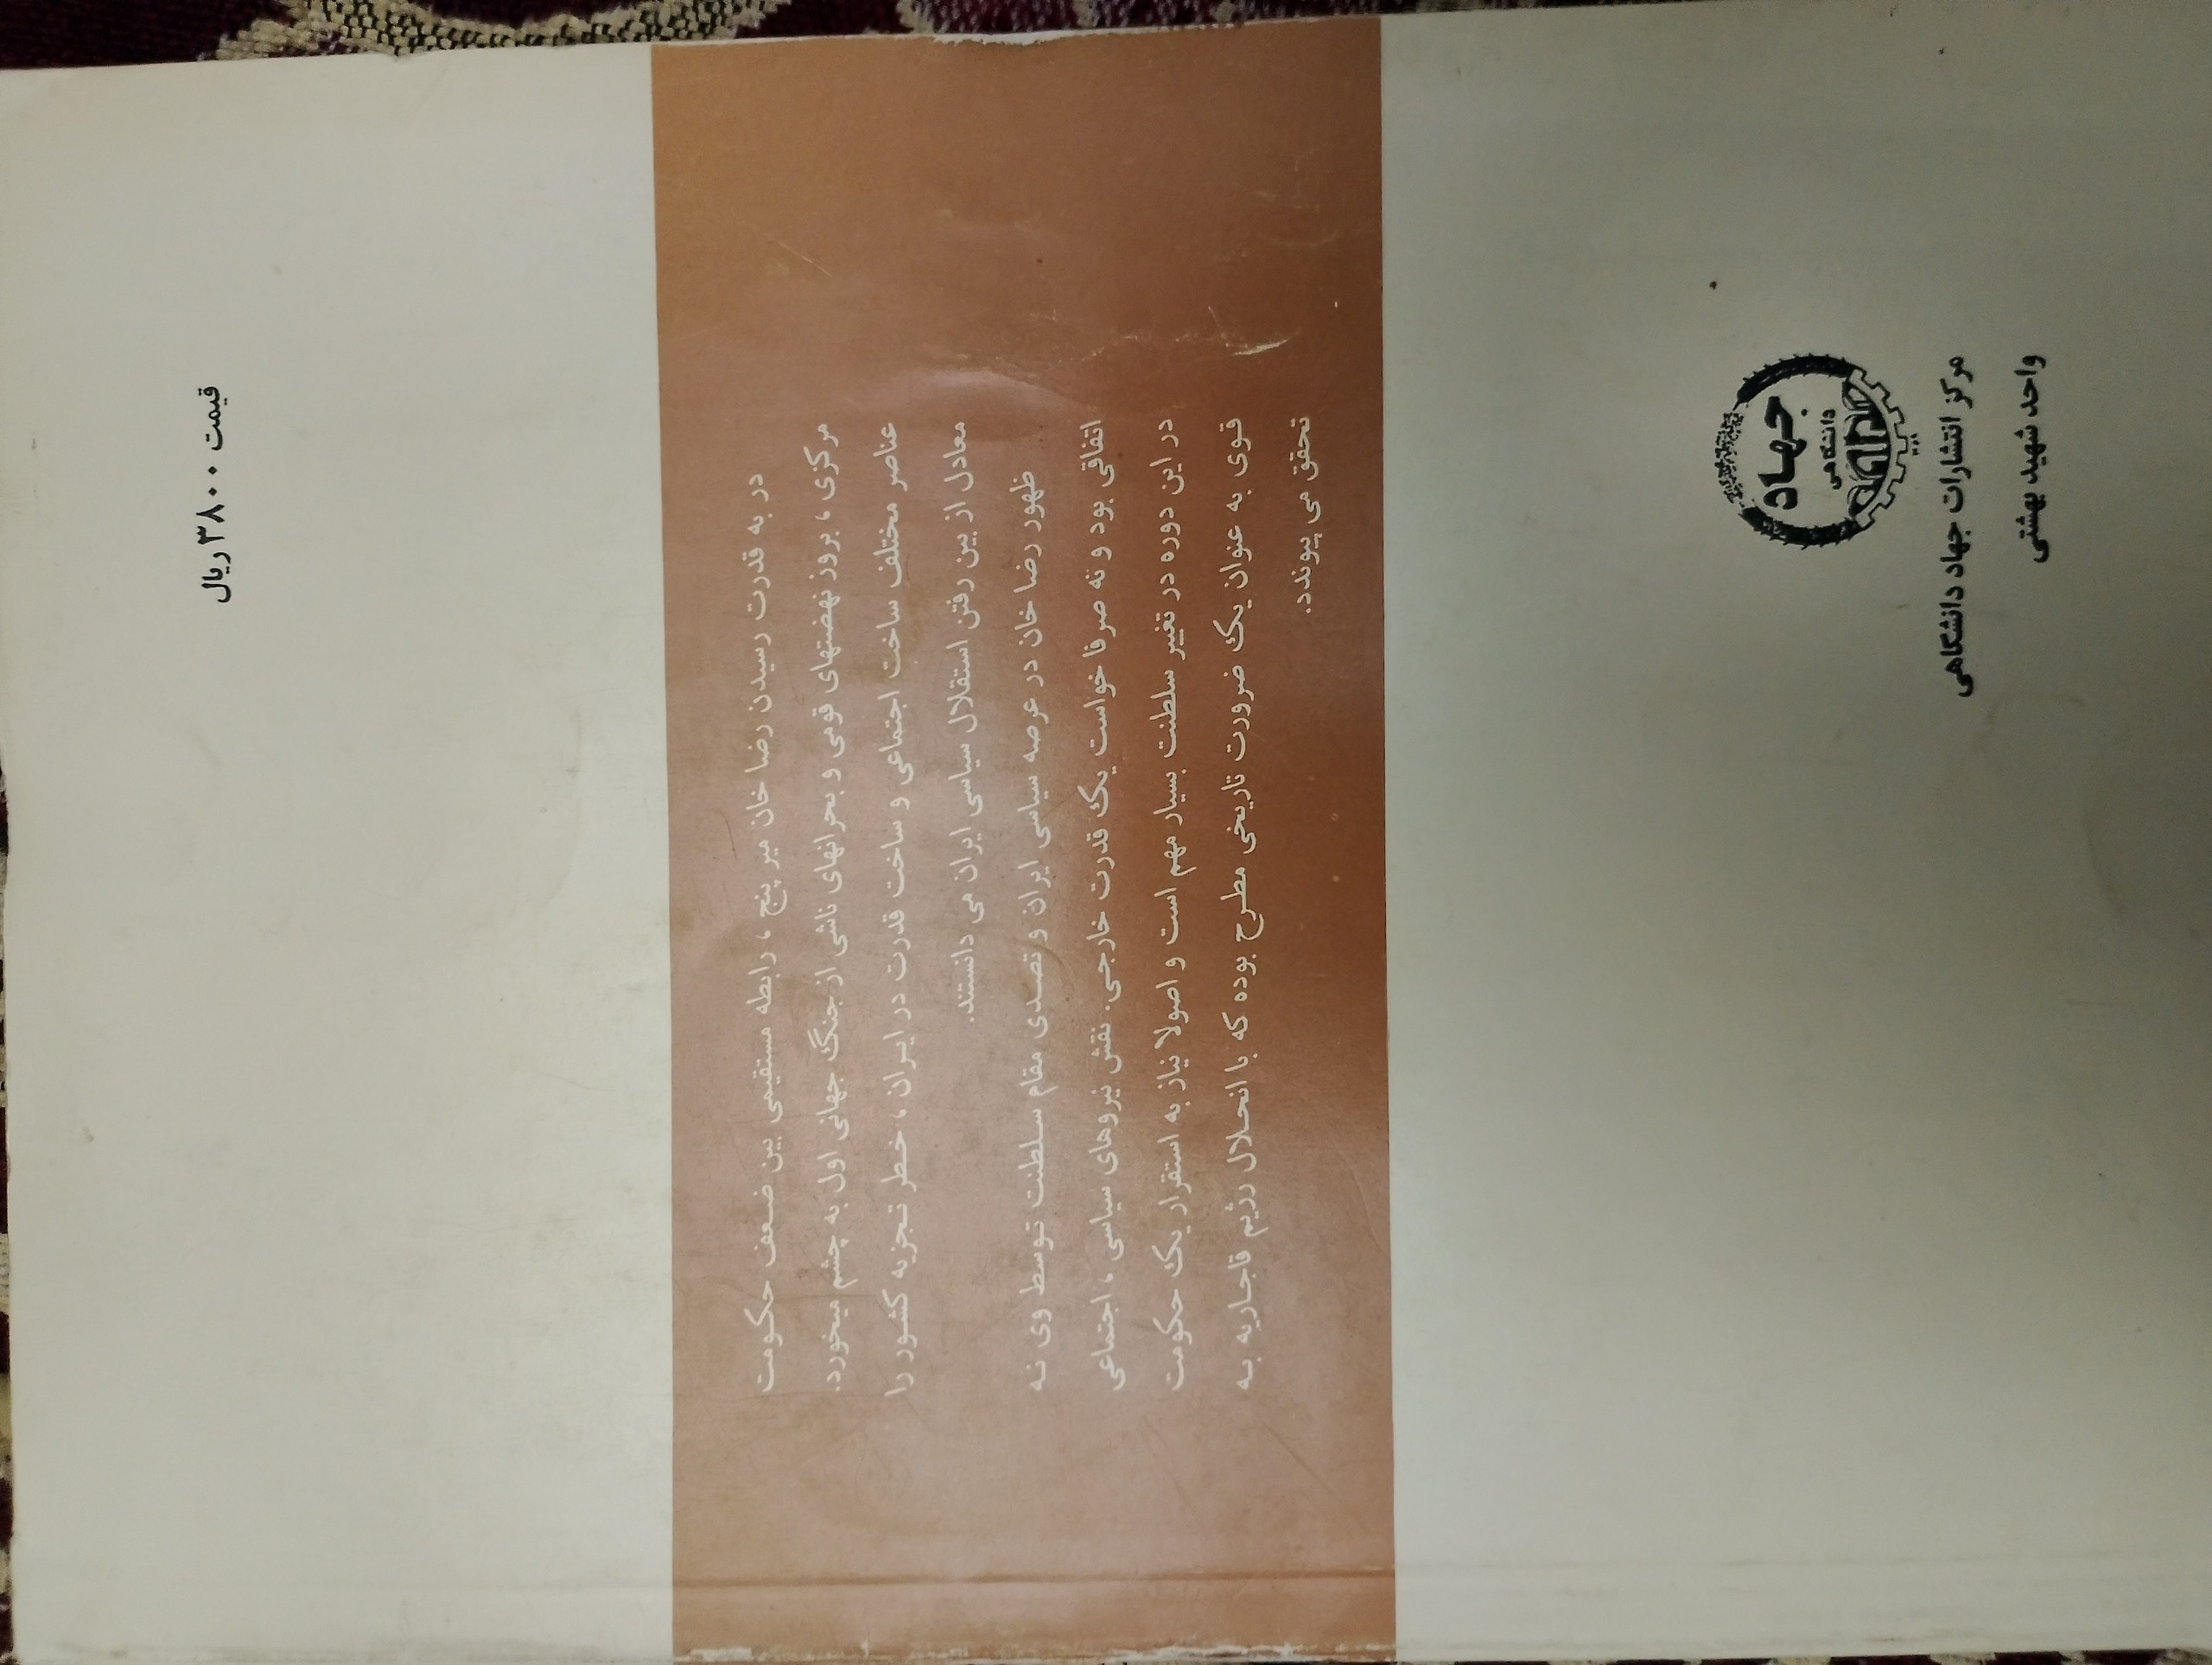 قیمت ۳۸۰۰ ریال
در به قدرت رسیدن رضا خان میر پنج ، رابطه مستقیمی بین ضعف حکومت
مرکزی ، بروز نهضتهای قومی و بحرانهای ناشی از جنگ جهانی اول به چشم میخورد.
عناصر مختلف ساخت اجتماعی و ساخت قدرت در ایران ، خطر تجزیه کشور را
معادل از بین رفتن استقلال سیاسی ایران می دانستند.
ظهور رضا خان در عرصه سیاسی ایران و تصدی مقام سلطنت توسط وی نه
اتفاقی بود و نه صرفا خواست یک قدرت خارجی. نقش نیروهای سیاسی ، اجتماعی
در این دوره در تغییر سلطنت بسیار مهم است و اصولا نیاز به استقرار یک حکومت
قوی به عنوان یک ضرورت تاریخی مطرح بوده که با انحلال رژیم قاجاریه به
تحقق می پیوندد.
جهاد
دانشگاهی
مرکز انتشارات جهاد دانشگاهی
واحد شهید بهشتی